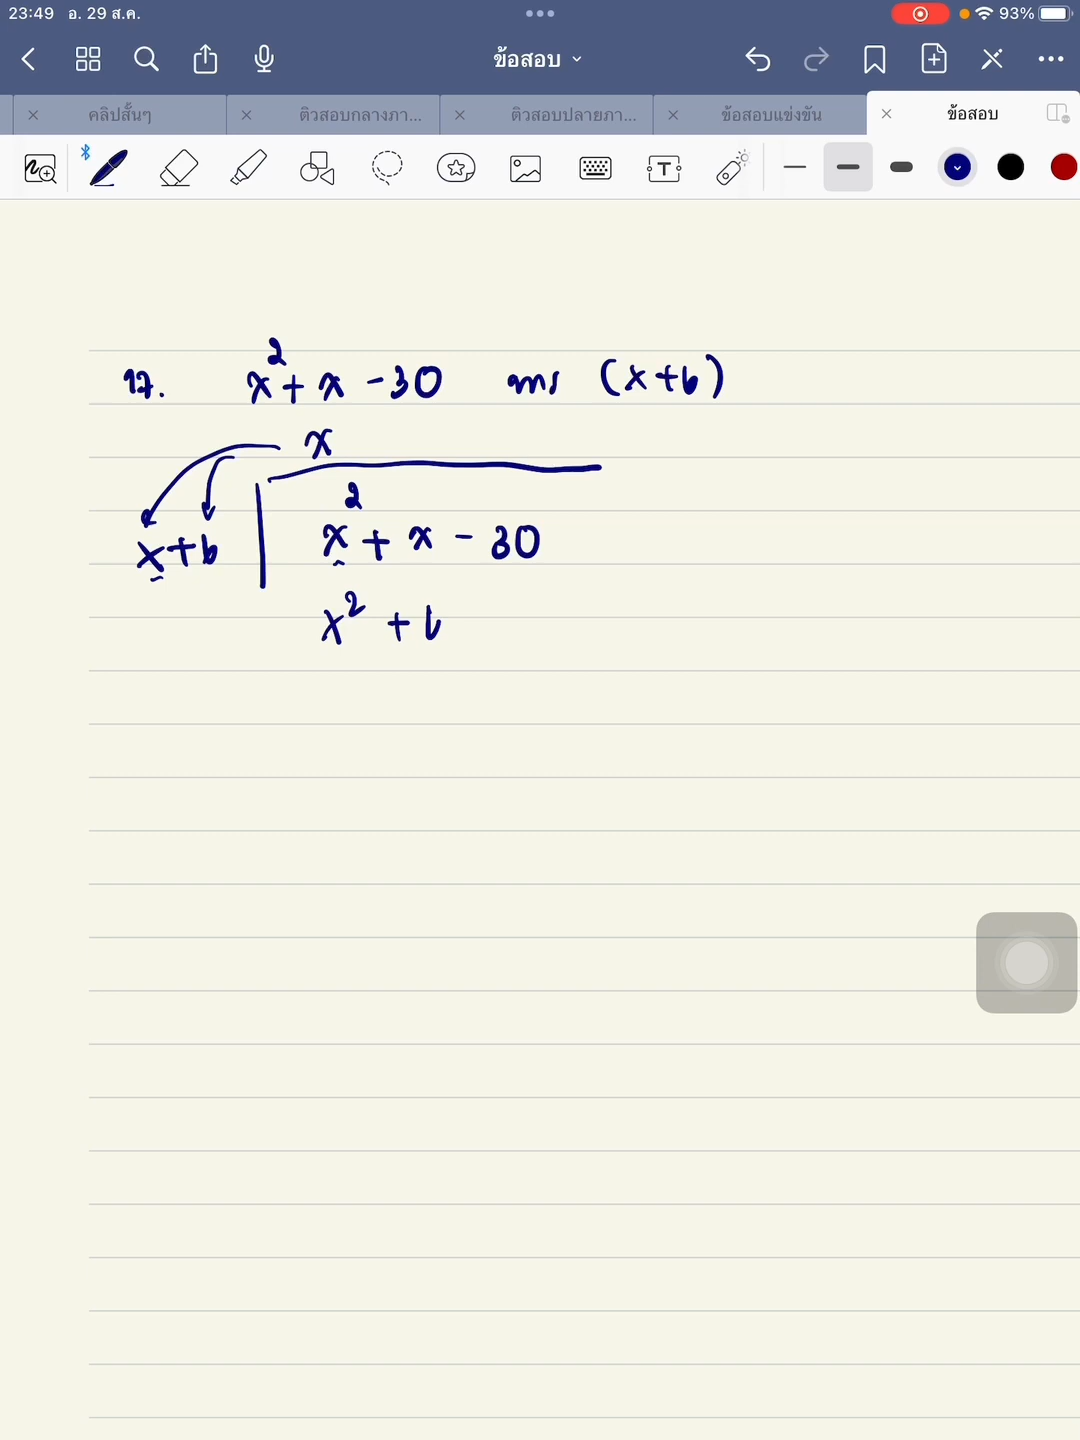 23:49 อ. 29 ส.ค. 93%
ข้อสอบ
คลิปสั้นๆ ติวสอบกลางภา... ติวสอบปลายภา... ข้อสอบแข่งขัน ข้อสอบ
T
17. x² + x - 30 หาร (x+6)
x
x+6 x² + x - 30
x² + 6